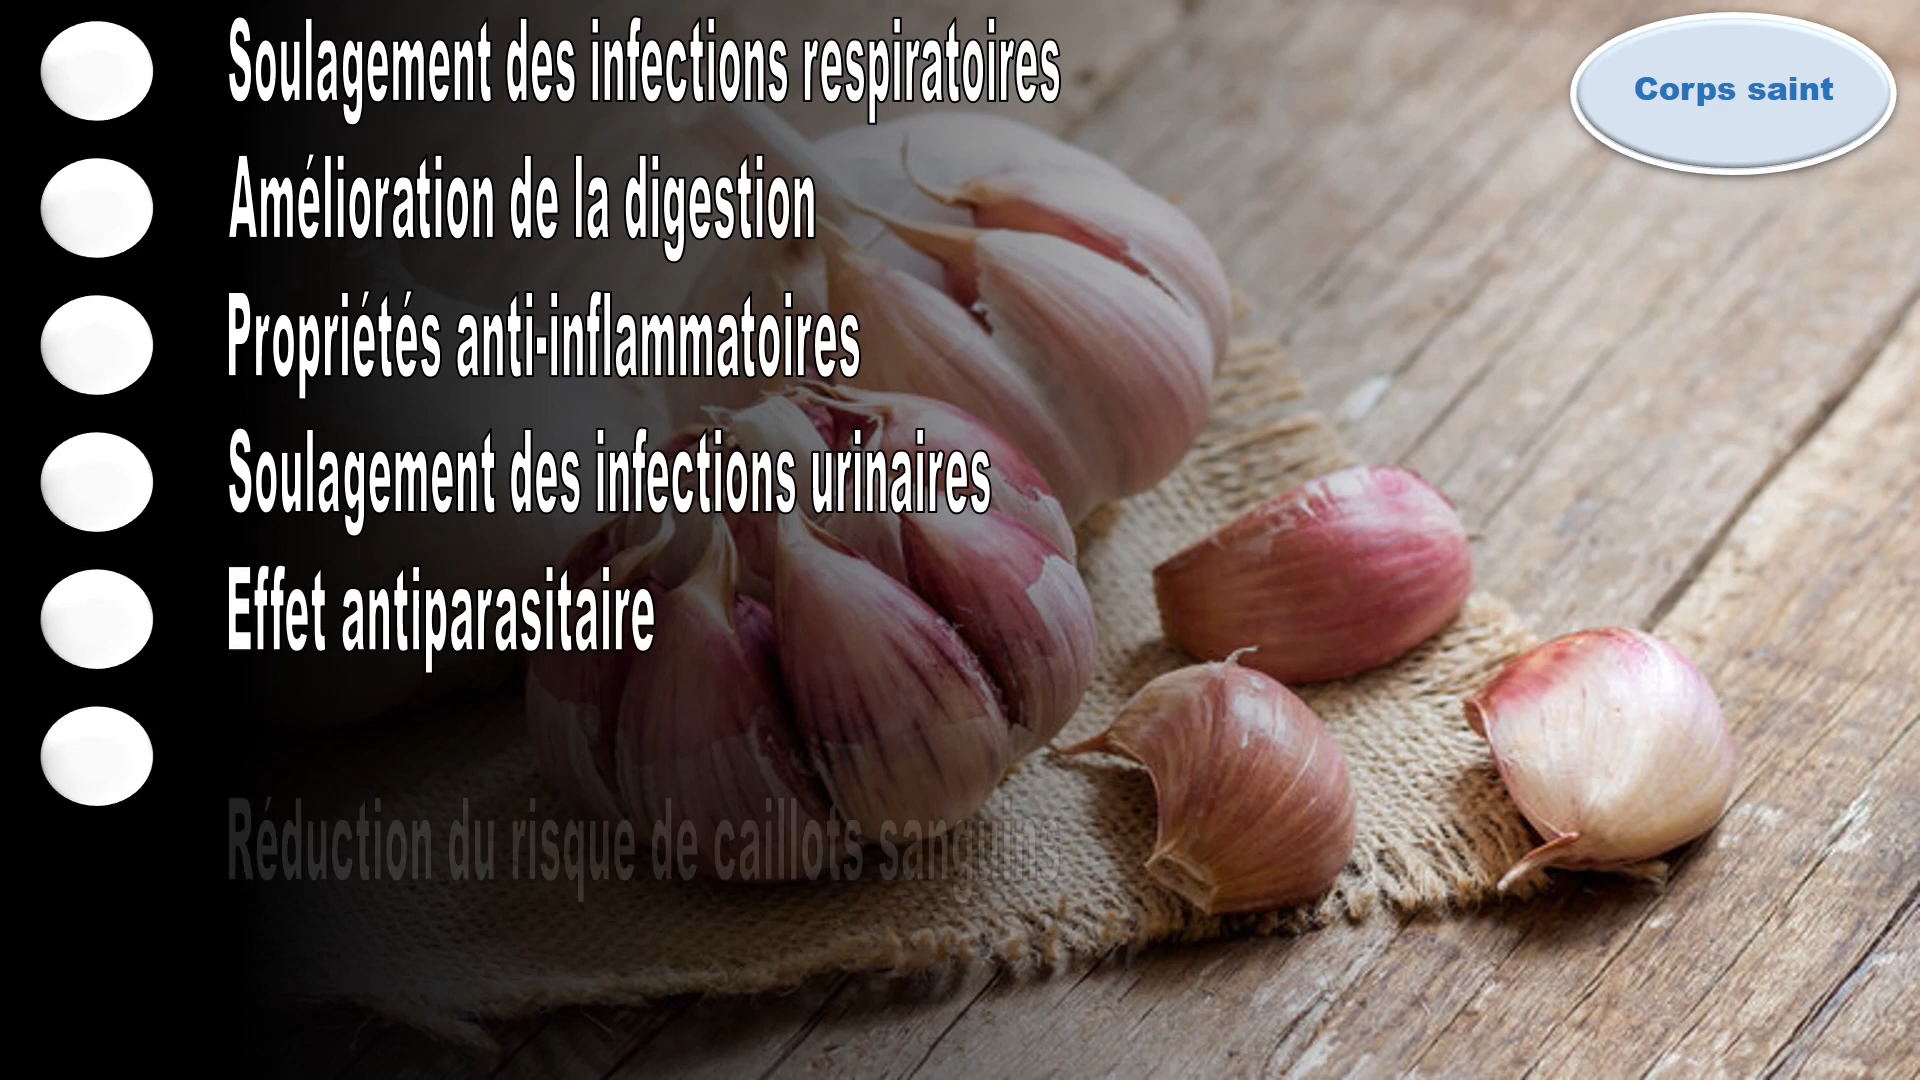 Soulagement des infections respiratoires
Corps saint
Amélioration de la digestion
Propriétés anti-inflammatoires
Soulagement des infections urinaires
Effet antiparasitaire
Réduction du risque de caillots sanguins